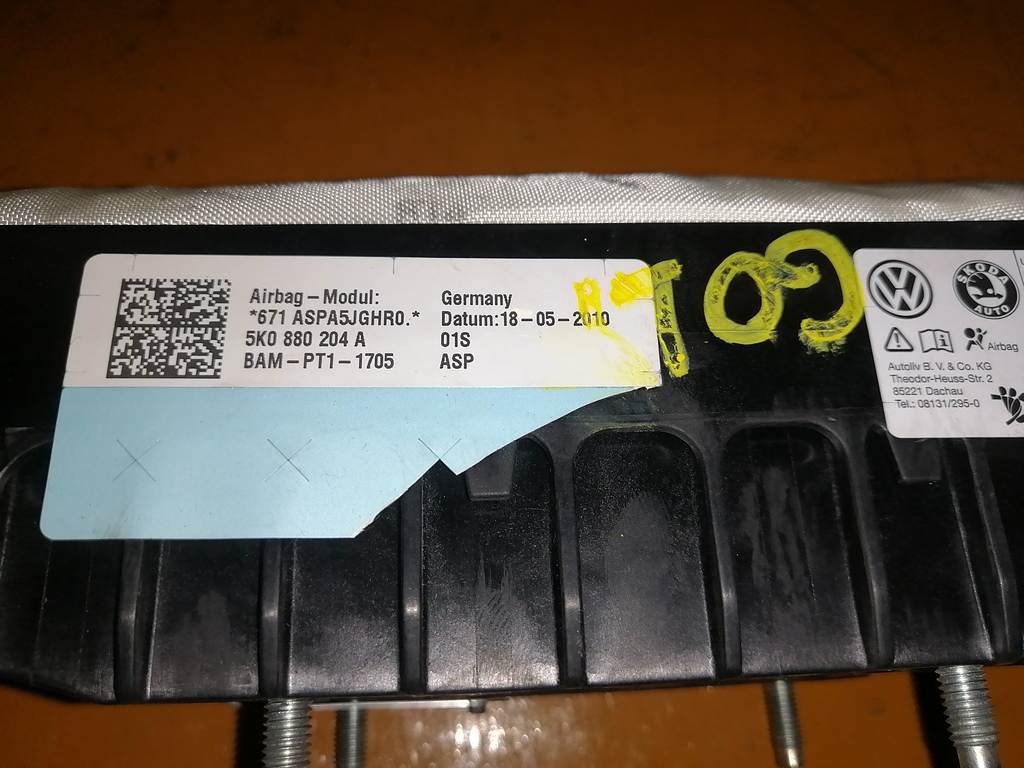 Airbag – Modul:
*671 ASPA5JGHR0.*
5K0 880 204 A
BAM – PT1 – 1705
Germany
Datum: 18 – 05 – 2010
01S
ASP
VW
ŠKODA
AUTO
Airbag
Autoliv B. V. & Co. KG
Theodor-Heuss-Str. 2
85221 Dachau
Tel.: 08131/295-0